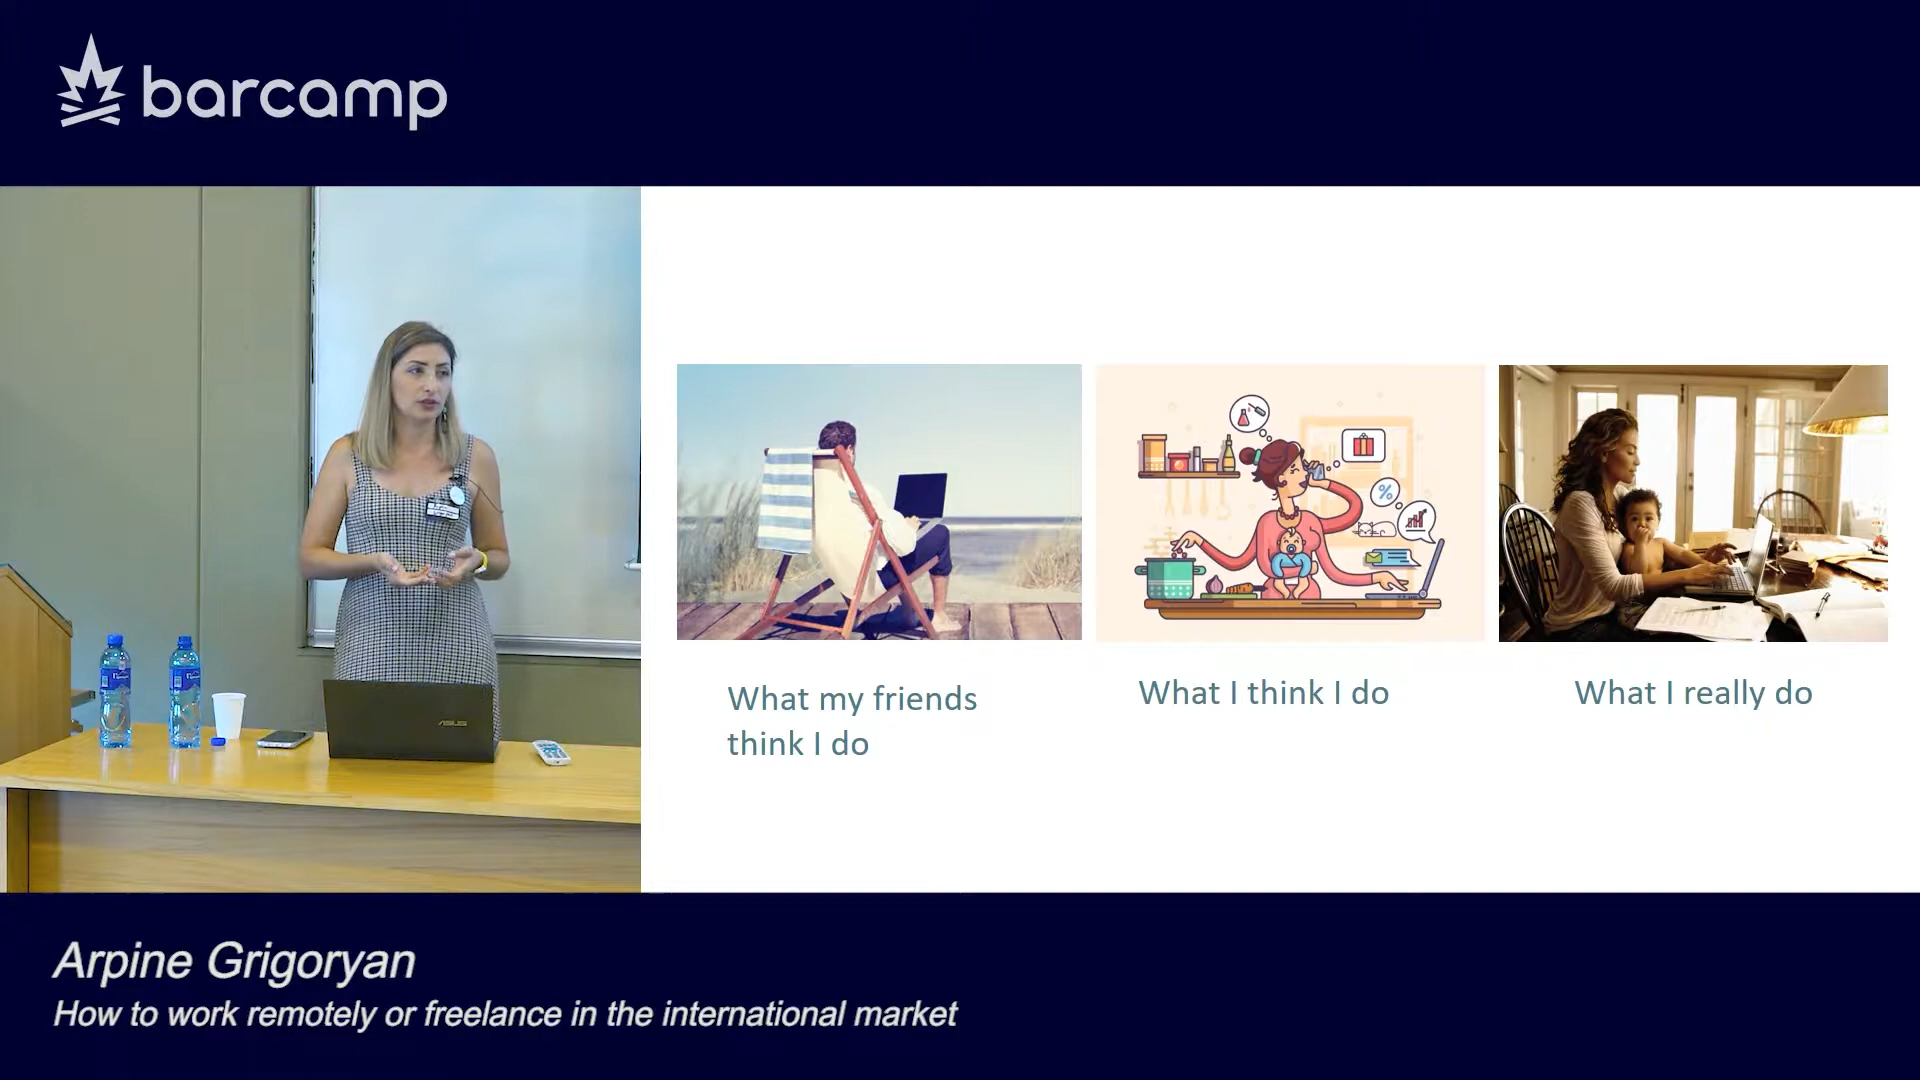 barcamp
What my friends
think I do
What I think I do
What I really do
%
ASUS
Arpine Grigoryan
How to work remotely or freelance in the international market